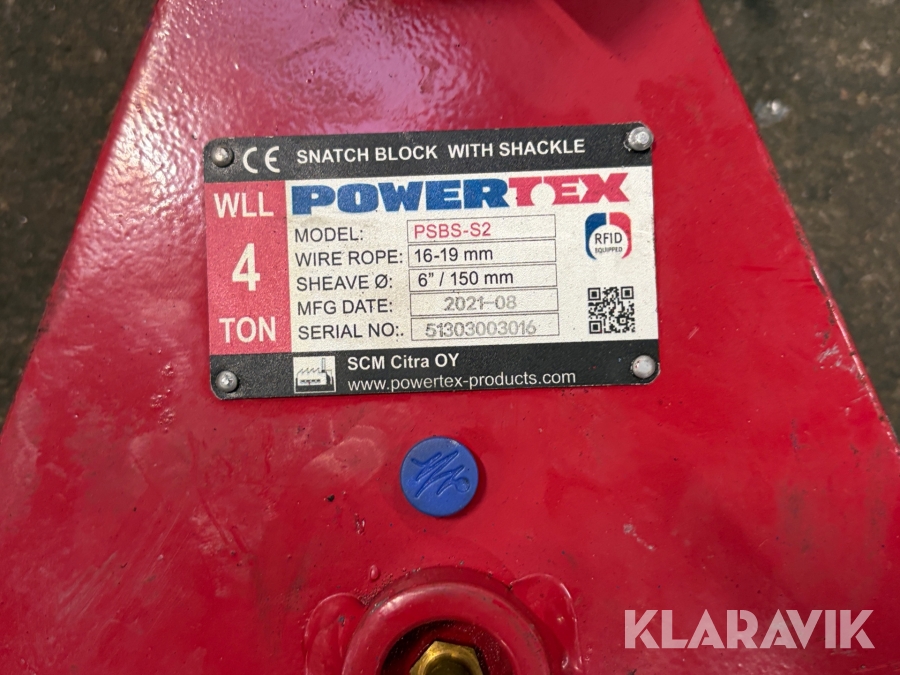 CE SNATCH BLOCK WITH SHACKLE
WLL
4
TON
POWERTEX
MODEL: PSBS-S2
WIRE ROPE: 16-19 mm
SHEAVE Ø: 6" / 150 mm
MFG DATE: 2021-08
SERIAL NO:. 51303003016
RFID
EQUIPPED
SCM Citra OY
www.powertex-products.com
KLARAVIK